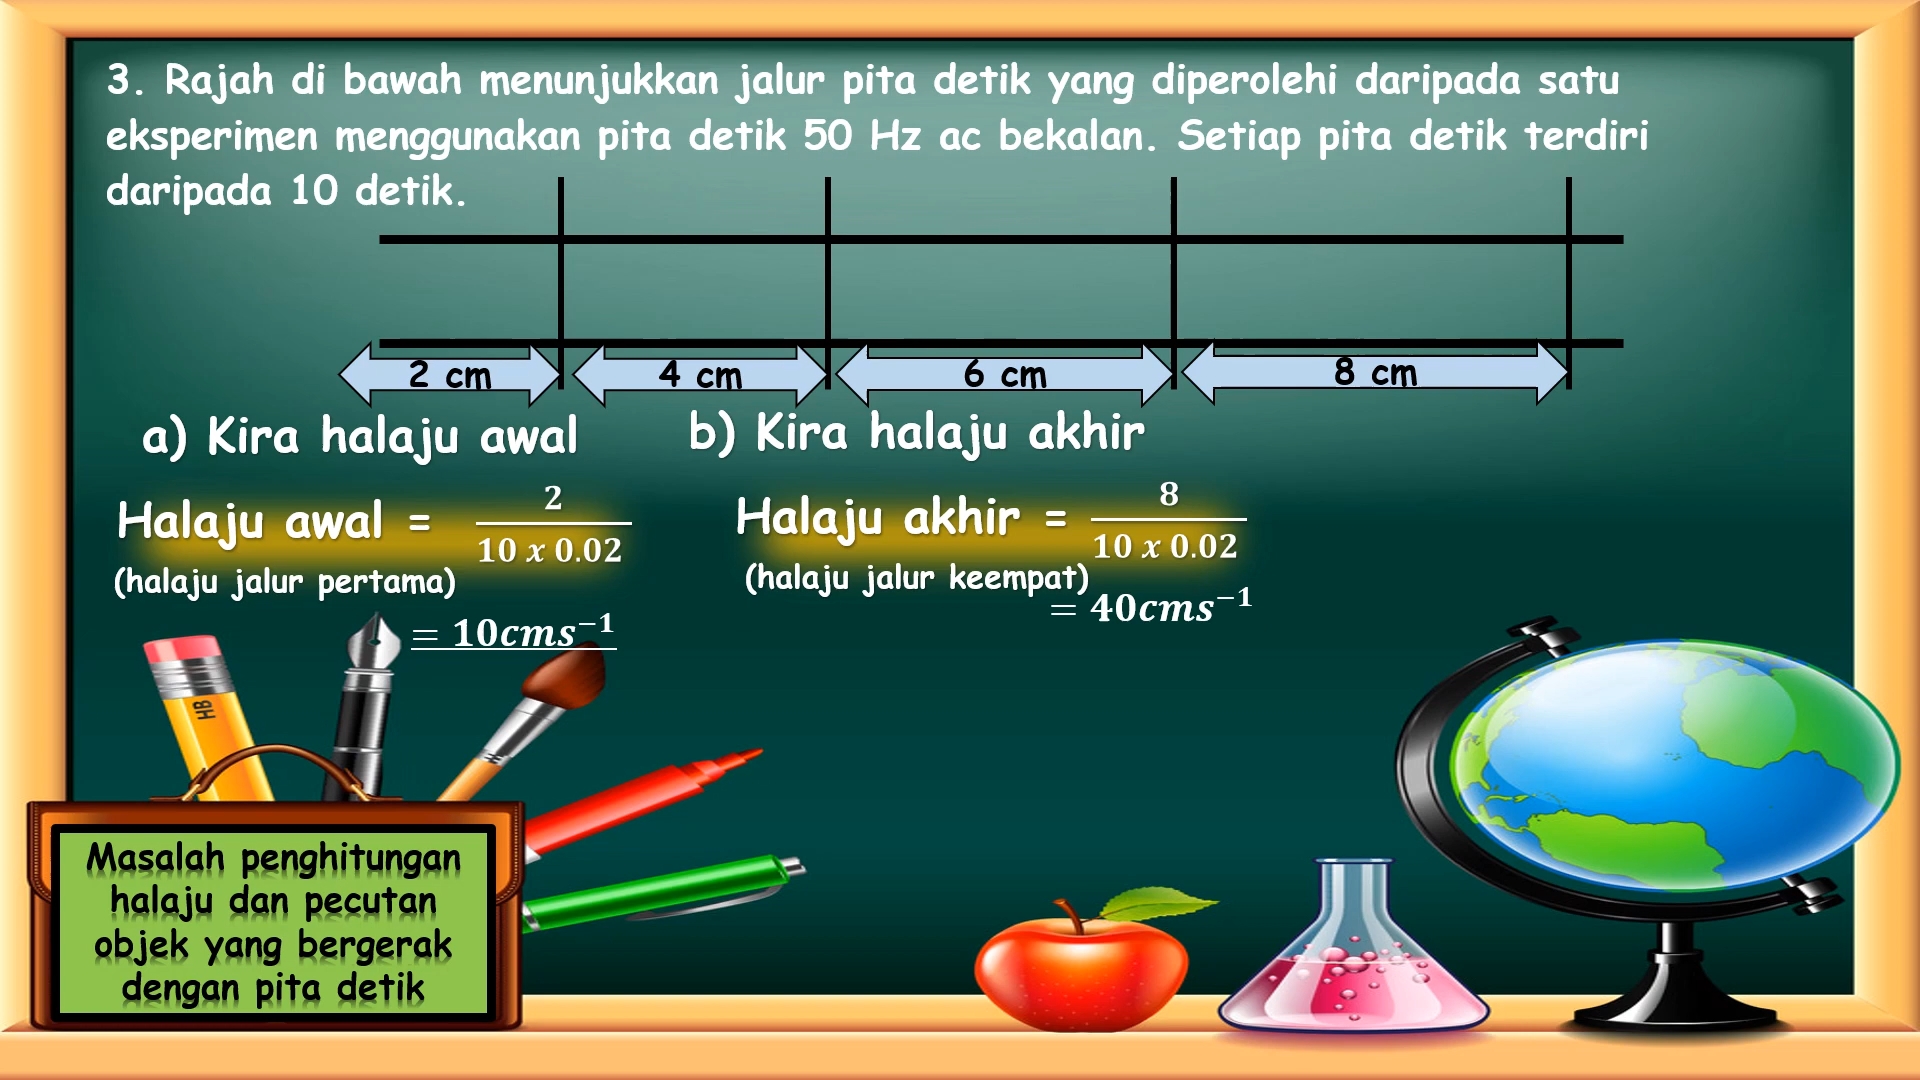 3. Rajah di bawah menunjukkan jalur pita detik yang diperolehi daripada satu
eksperimen menggunakan pita detik 50 Hz ac bekalan. Setiap pita detik terdiri
daripada 10 detik.
2 cm
4 cm
6 cm
8 cm
a) Kira halaju awal
Halaju awal = 2 / 10 x 0.02
(halaju jalur pertama)
= 10cms⁻¹
b) Kira halaju akhir
Halaju akhir = 8 / 10 x 0.02
(halaju jalur keempat)
= 40cms⁻¹
HB
Masalah penghitungan
halaju dan pecutan
objek yang bergerak
dengan pita detik